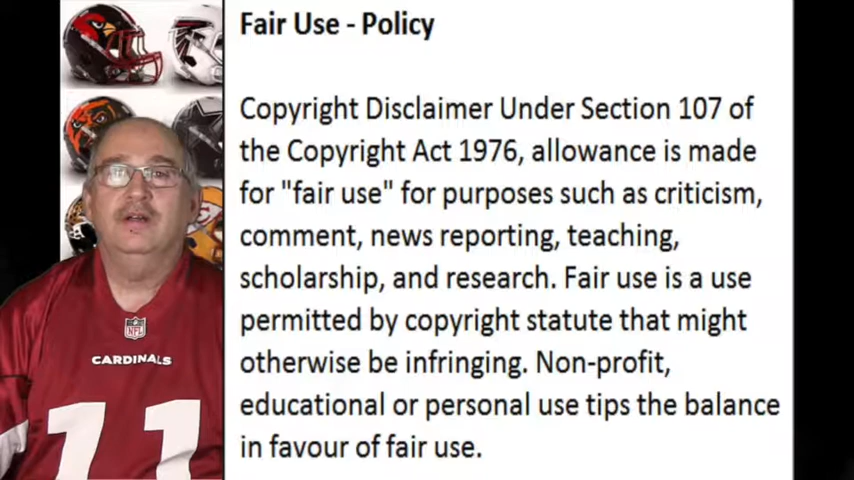 Fair Use - Policy
Copyright Disclaimer Under Section 107 of
the Copyright Act 1976, allowance is made
for "fair use" for purposes such as criticism,
comment, news reporting, teaching,
scholarship, and research. Fair use is a use
permitted by copyright statute that might
otherwise be infringing. Non-profit,
educational or personal use tips the balance
in favour of fair use.
NFL
CARDINALS
11